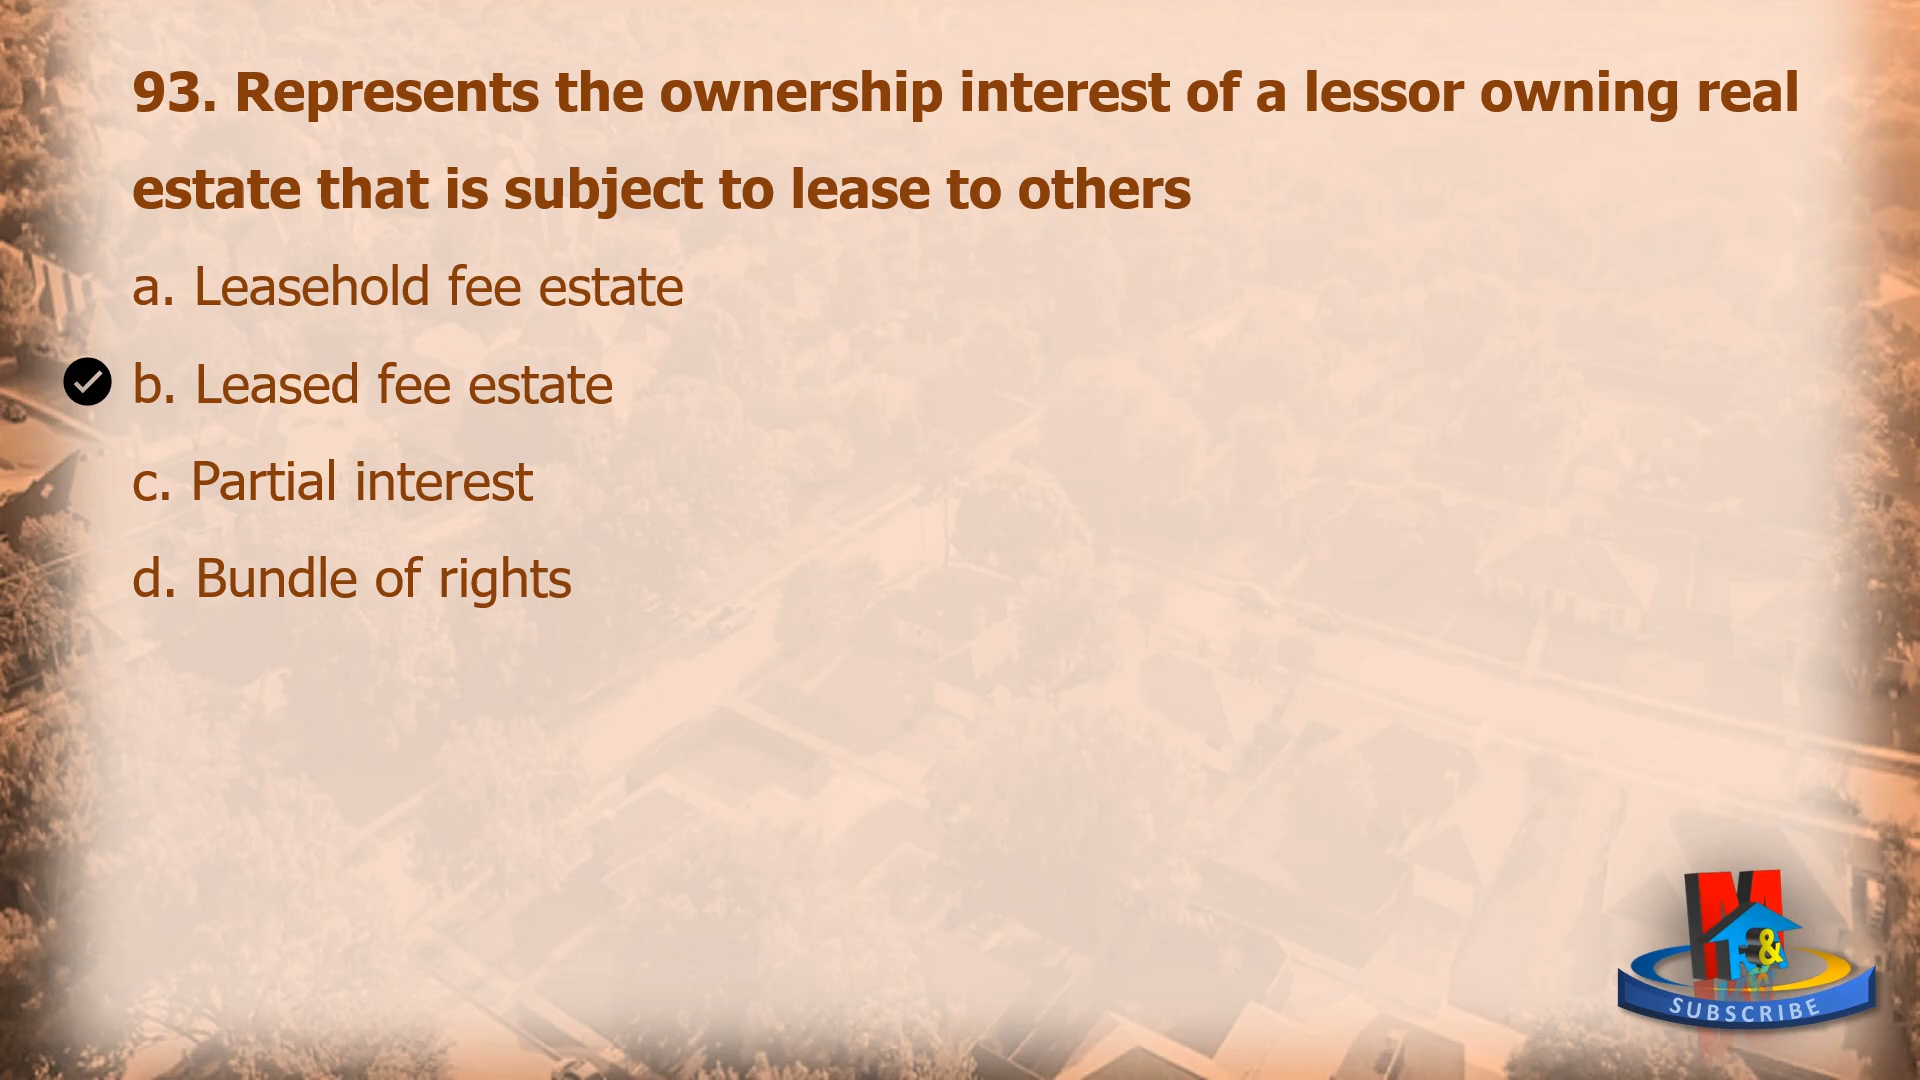 93. Represents the ownership interest of a lessor owning real
estate that is subject to lease to others
a. Leasehold fee estate
b. Leased fee estate
c. Partial interest
d. Bundle of rights
SUBSCRIBE